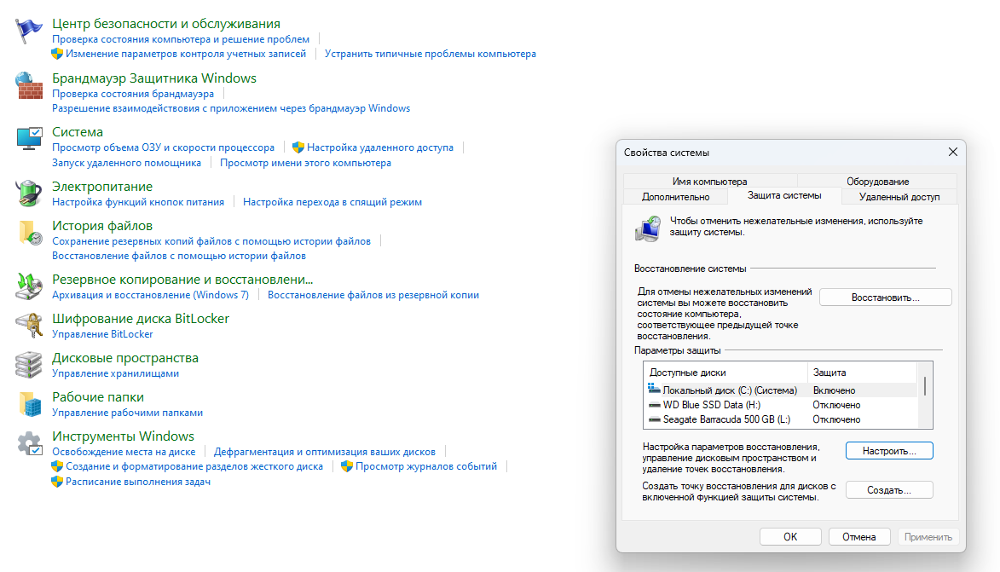 Центр безопасности и обслуживания
Проверка состояния компьютера и решение проблем
Изменение параметров контроля учетных записей
Устранить типичные проблемы компьютера
Брандмауэр Защитника Windows
Проверка состояния брандмауэра
Разрешение взаимодействовия с приложением через брандмауэр Windows
Система
Просмотр объема ОЗУ и скорости процессора
Настройка удаленного доступа
Запуск удаленного помощника
Просмотр имени этого компьютера
Электропитание
Настройка функций кнопок питания
Настройка перехода в спящий режим
История файлов
Сохранение резервных копий файлов с помощью истории файлов
Восстановление файлов с помощью истории файлов
Резервное копирование и восстановлени...
Архивация и восстановление (Windows 7)
Восстановление файлов из резервной копии
Шифрование диска BitLocker
Управление BitLocker
Дисковые пространства
Управление хранилищами
Рабочие папки
Управление рабочими папками
Инструменты Windows
Освобождение места на диске
Дефрагментация и оптимизация ваших дисков
Создание и форматирование разделов жесткого диска
Просмотр журналов событий
Расписание выполнения задач
Свойства системы
Имя компьютера
Оборудование
Дополнительно
Защита системы
Удаленный доступ
Чтобы отменить нежелательные изменения, используйте
защиту системы.
Восстановление системы
Для отмены нежелательных изменений
системы вы можете восстановить
состояние компьютера,
соответствующее предыдущей точке
восстановления.
Восстановить...
Параметры защиты
Доступные диски
Защита
Локальный диск (C:) (Система)
Включено
WD Blue SSD Data (H:)
Отключено
Seagate Barracuda 500 GB (L:)
Отключено
Настройка параметров восстановления,
управление дисковым пространством и
удаление точек восстановления.
Настроить...
Создать точку восстановления для дисков с
включенной функцией защиты системы.
Создать...
OK
Отмена
Применить